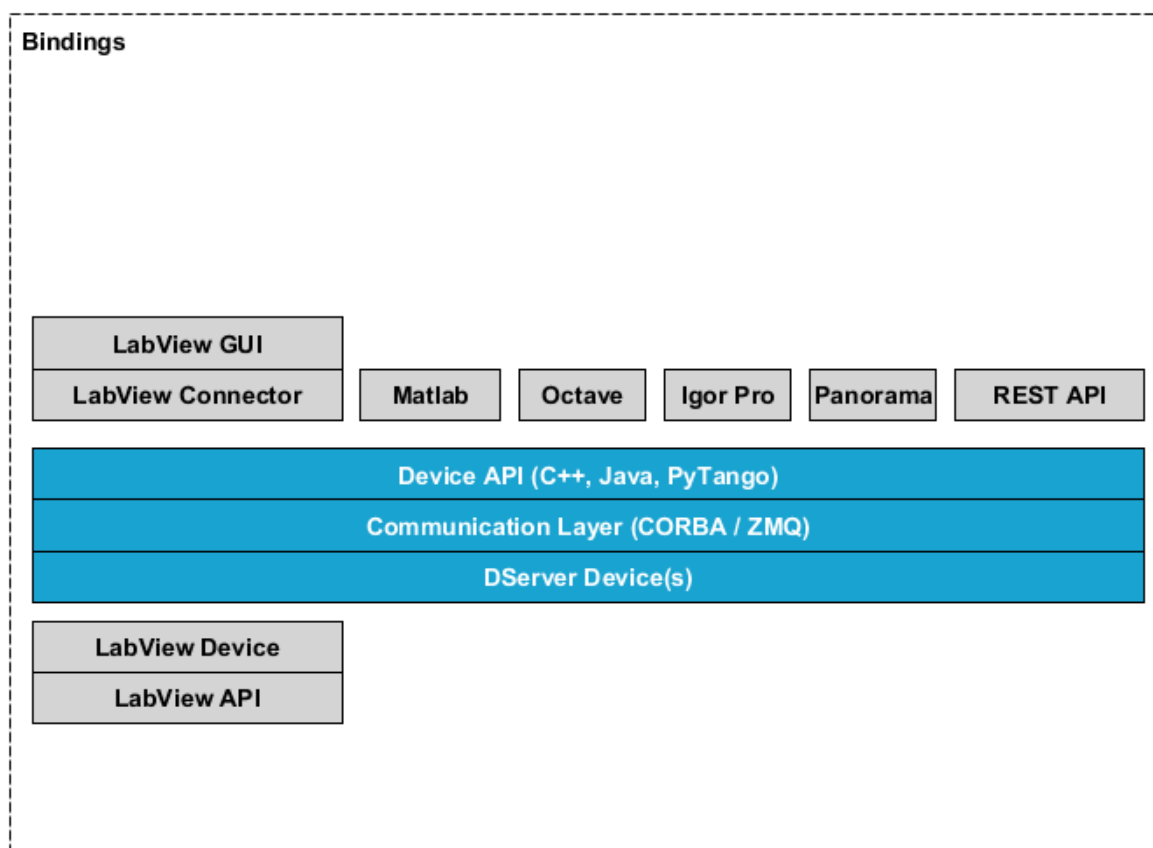 Bindings
LabView GUI
LabView Connector
Matlab
Octave
Igor Pro
Panorama
REST API
Device API (C++, Java, PyTango)
Communication Layer (CORBA / ZMQ)
DServer Device(s)
LabView Device
LabView API